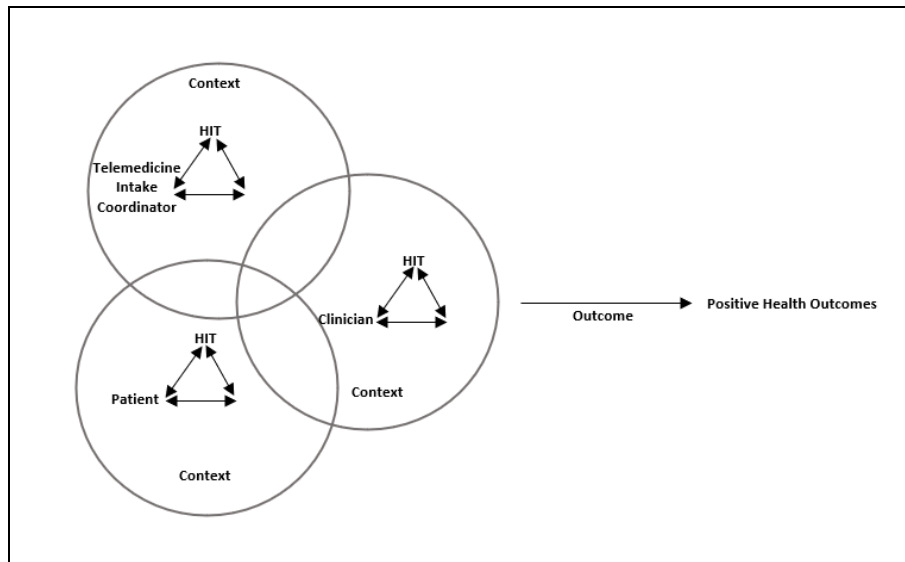 Context
HIT
Telemedicine
Intake
Coordinator
HIT
Clinician
Context
Outcome
Positive Health Outcomes
HIT
Patient
Context